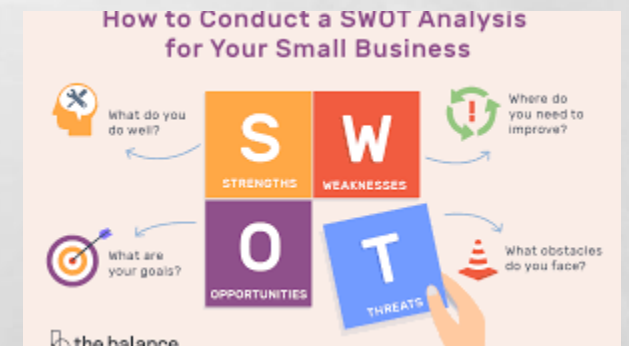 How to Conduct a SWOT Analysis
for Your Small Business
What do you
do well?
S
STRENGTHS
W
WEAKNESSES
Where do
you need to
improve?
What are
your goals?
O
OPPORTUNITIES
T
THREATS
What obstacles
do you face?
the balance